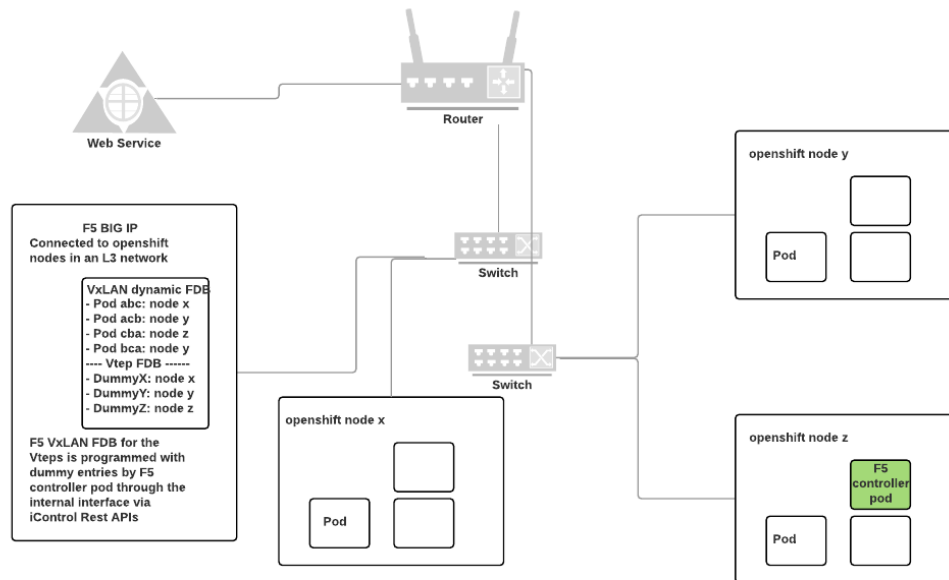 Router
Web Service
openshift node y
Pod
F5 BIG IP
Connected to openshift
nodes in an L3 network
VxLAN dynamic FDB
- Pod abc: node x
- Pod acb: node y
- Pod cba: node z
- Pod bca: node y
---- Vtep FDB ------
- DummyX: node x
- DummyY: node y
- DummyZ: node z
F5 VxLAN FDB for the
Vteps is programmed with
dummy entries by F5
controller pod through the
internal interface via
iControl Rest APIs
Switch
Switch
openshift node x
Pod
openshift node z
F5
controller
pod
Pod